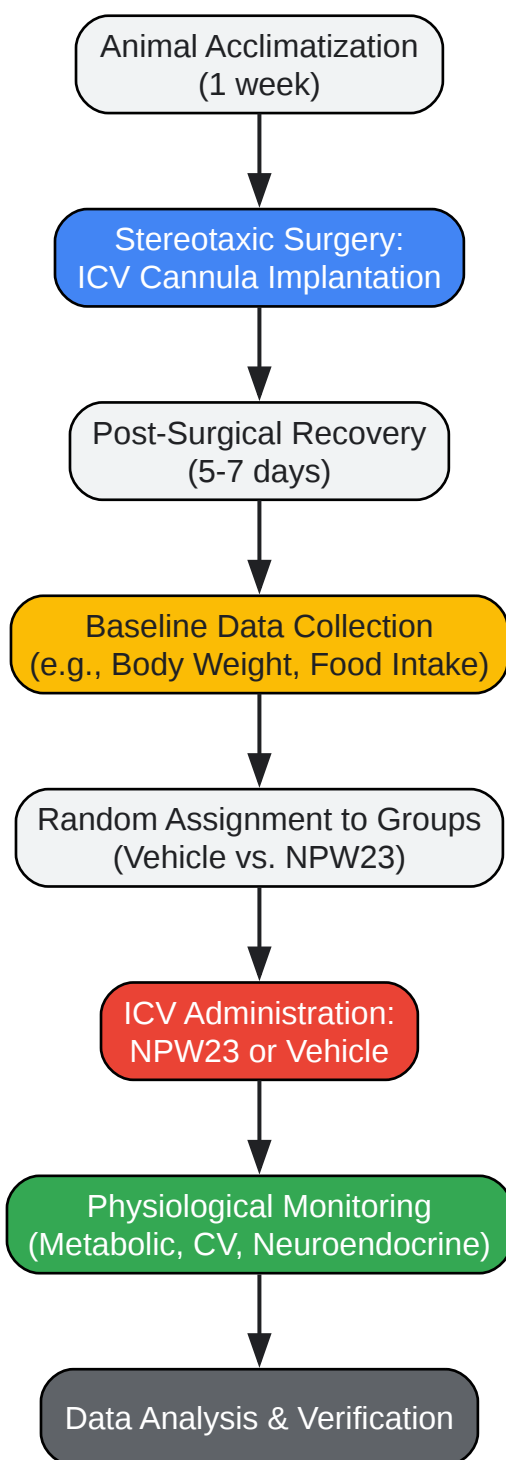 Animal Acclimatization
(1 week)
Stereotaxic Surgery:
ICV Cannula Implantation
Post-Surgical Recovery
(5-7 days)
Baseline Data Collection
(e.g., Body Weight, Food Intake)
Random Assignment to Groups
(Vehicle vs. NPW23)
ICV Administration:
NPW23 or Vehicle
Physiological Monitoring
(Metabolic, CV, Neuroendocrine)
Data Analysis & Verification